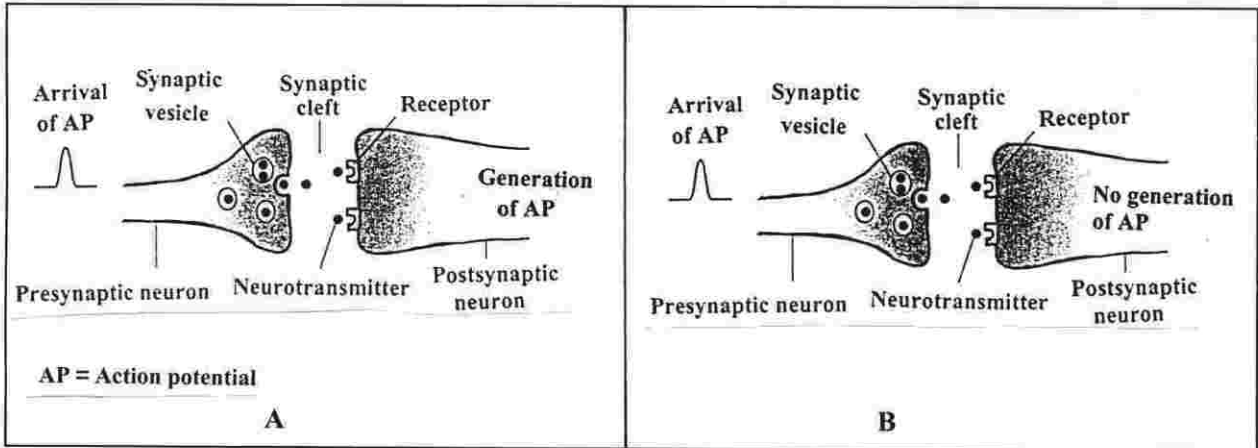 Arrival
of AP
Synaptic
vesicle
Synaptic
cleft
Receptor
Generation
of AP
Presynaptic neuron
Neurotransmitter
Postsynaptic
neuron
AP = Action potential
A
Arrival
of AP
Synaptic
vesicle
Synaptic
cleft
Receptor
No generation
of AP
Presynaptic neuron
Neurotransmitter
Postsynaptic
neuron
B